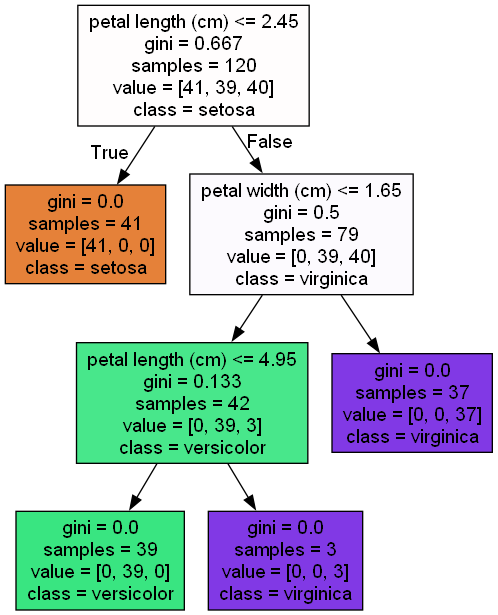 petal length (cm) <= 2.45
gini = 0.667
samples = 120
value = [41, 39, 40]
class = setosa
True
False
gini = 0.0
samples = 41
value = [41, 0, 0]
class = setosa
petal width (cm) <= 1.65
gini = 0.5
samples = 79
value = [0, 39, 40]
class = virginica
petal length (cm) <= 4.95
gini = 0.133
samples = 42
value = [0, 39, 3]
class = versicolor
gini = 0.0
samples = 37
value = [0, 0, 37]
class = virginica
gini = 0.0
samples = 39
value = [0, 39, 0]
class = versicolor
gini = 0.0
samples = 3
value = [0, 0, 3]
class = virginica